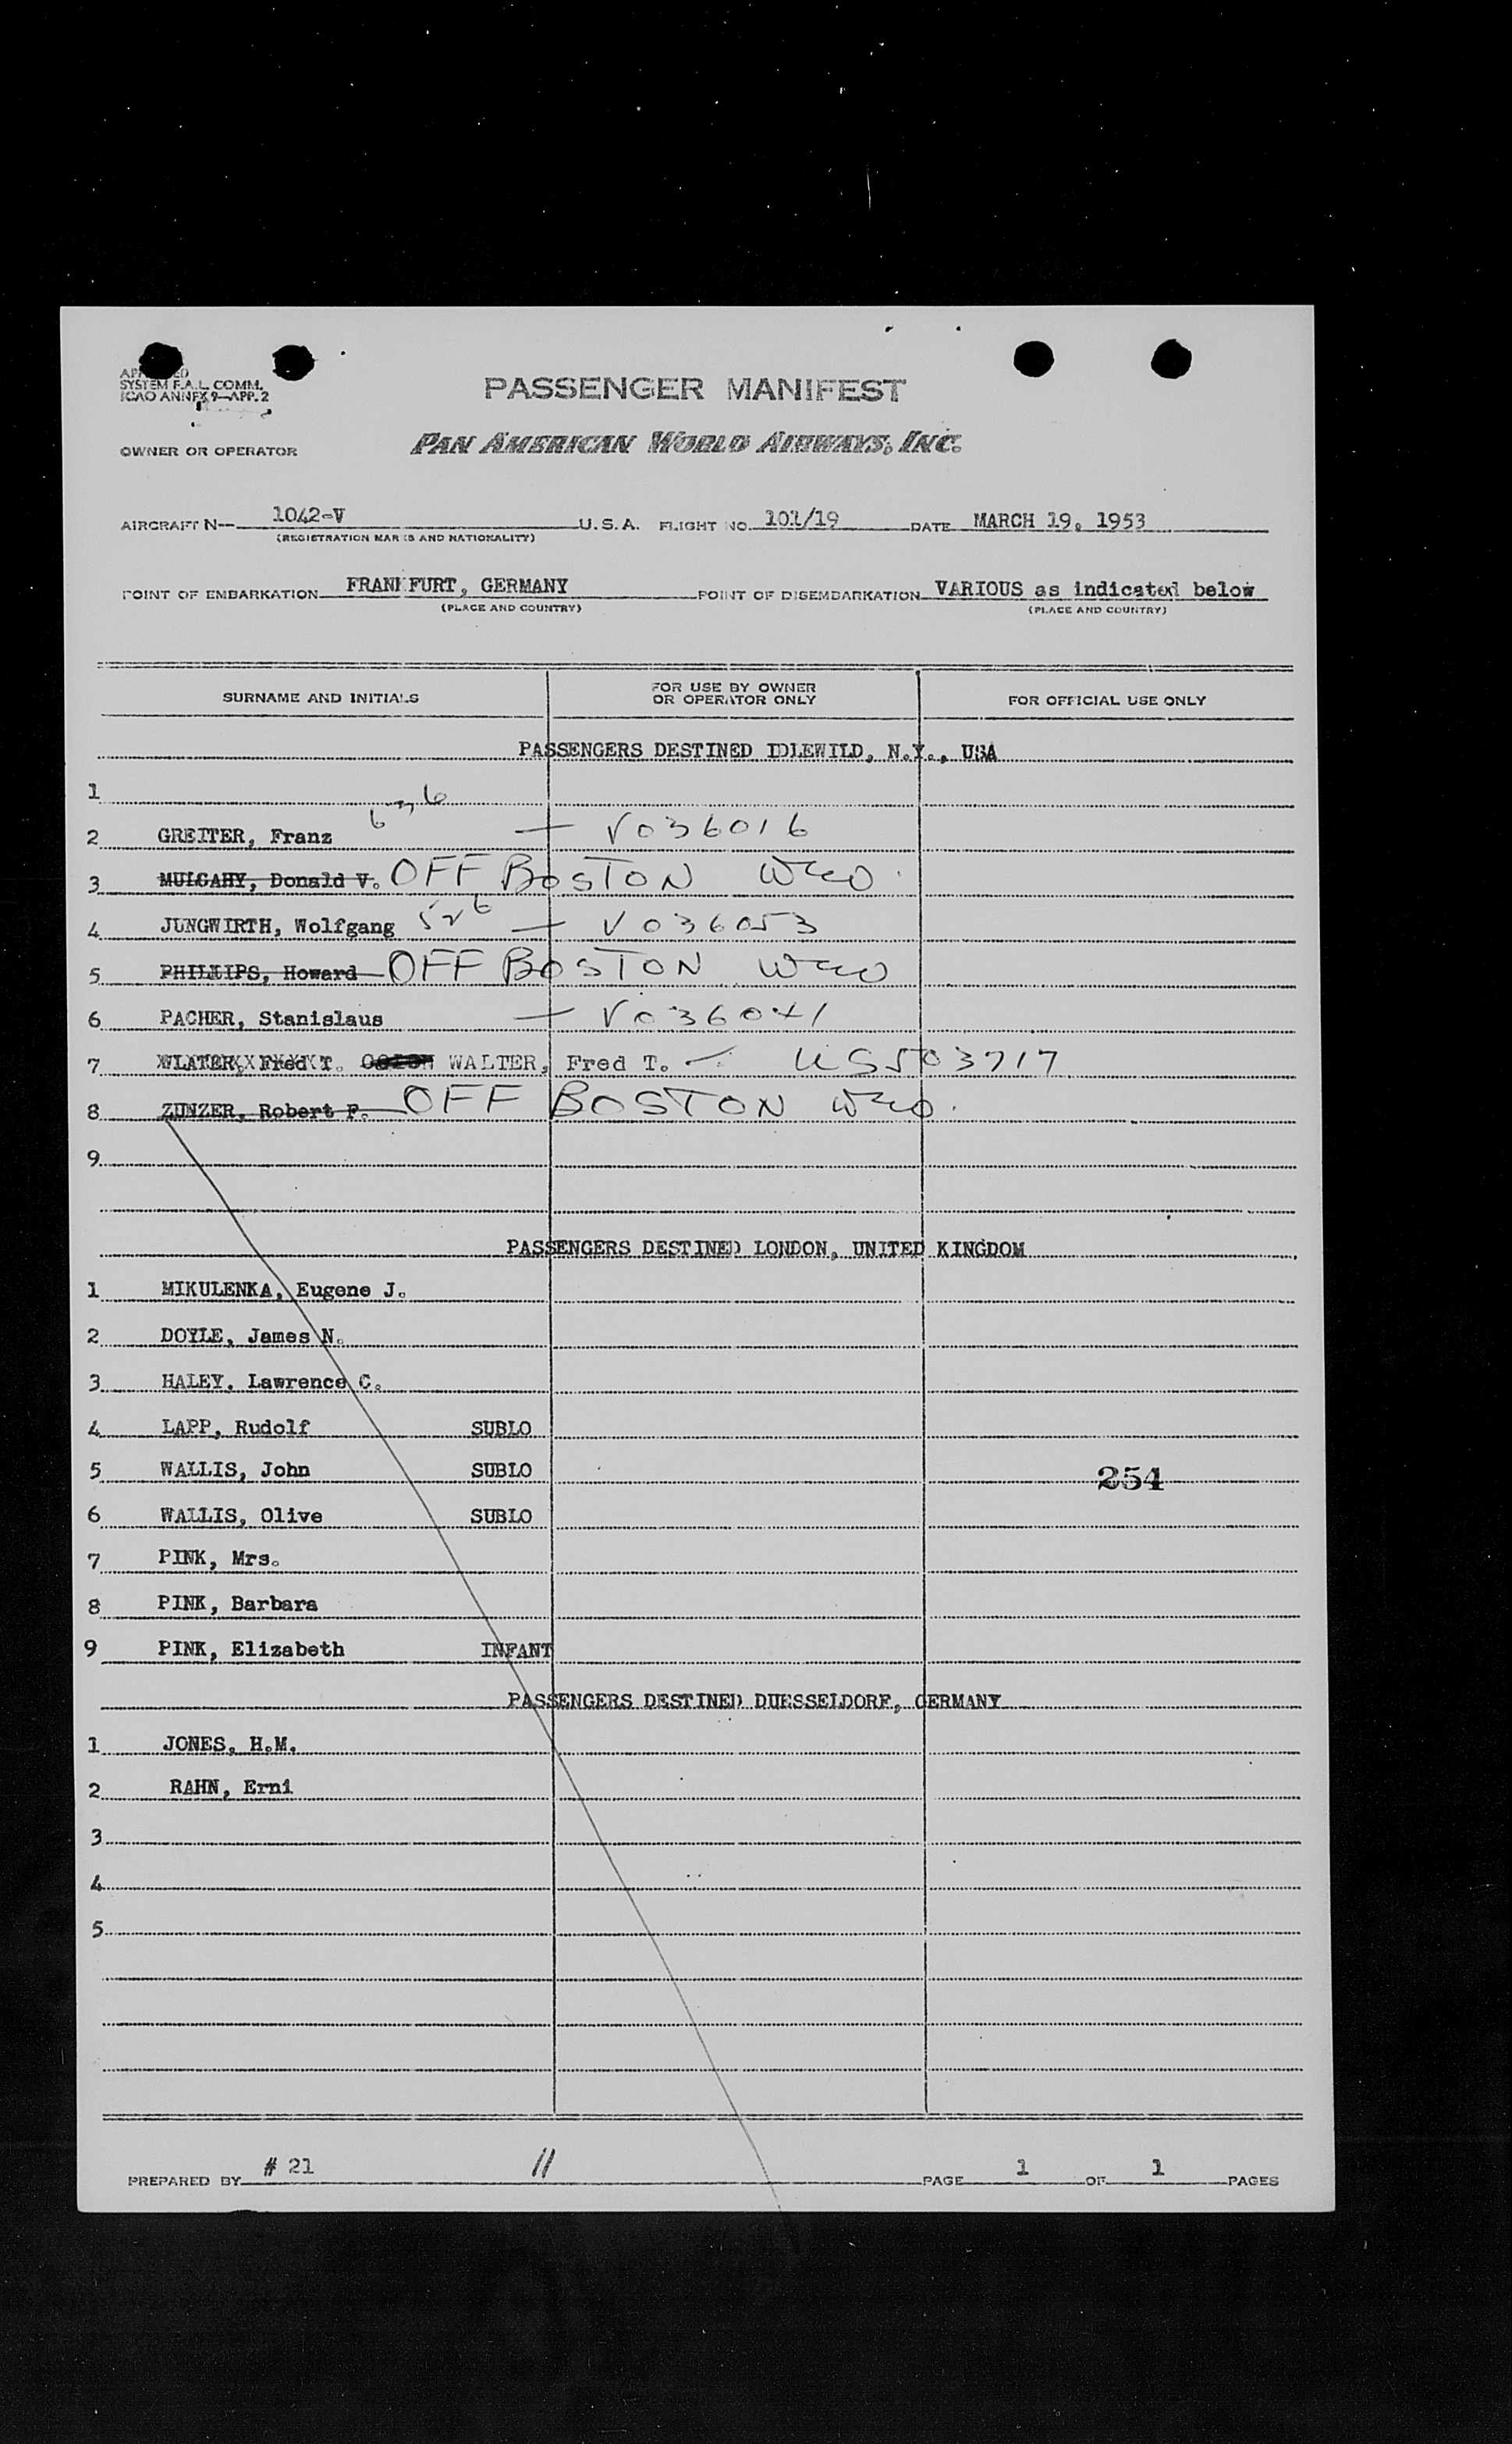 SYSTEM F.A.L. COMM.
ICAO ANNEX 9—APP. 2
PASSENGER MANIFEST
OWNER OR OPERATOR PAN AMERICAN WORLD AIRWAYS, INC.
AIRCRAFT N-- 1042-V U.S.A. FLIGHT NO. 101/19 DATE MARCH 19, 1953
(REGISTRATION MARKS AND NATIONALITY)
POINT OF EMBARKATION FRANKFURT, GERMANY POINT OF DISEMBARKATION VARIOUS as indicated below
(PLACE AND COUNTRY) (PLACE AND COUNTRY)
SURNAME AND INITIALS FOR USE BY OWNER OR OPERATOR ONLY FOR OFFICIAL USE ONLY
PASSENGERS DESTINED IDLEWILD, N.Y., USA
1
2 GREITER, Franz V036016
3 MULCAHY, Donald V. OFF BOSTON
4 JUNGWIRTH, Wolfgang 526 V036053
5 PHILLIPS, Howard OFF BOSTON
6 PACHER, Stanislaus V036041
7 WLATER, Fred T. WALTER, Fred T. US503717
8 ZUNZER, Robert P. OFF BOSTON
9
PASSENGERS DESTINED LONDON, UNITED KINGDOM
1 MIKULENKA, Eugene J.
2 DOYLE, James N.
3 HALEY. Lawrence C.
4 LAPP, Rudolf SUBLO
5 WALLIS, John SUBLO 254
6 WALLIS, Olive SUBLO
7 PINK, Mrs.
8 PINK, Barbara
9 PINK, Elizabeth INFANT
PASSENGERS DESTINED DUESSELDORF, GERMANY
1 JONES, H.M.
2 RAHN, Erni
3
4
5
PREPARED BY # 21 11 PAGE 1 OF 1 PAGES